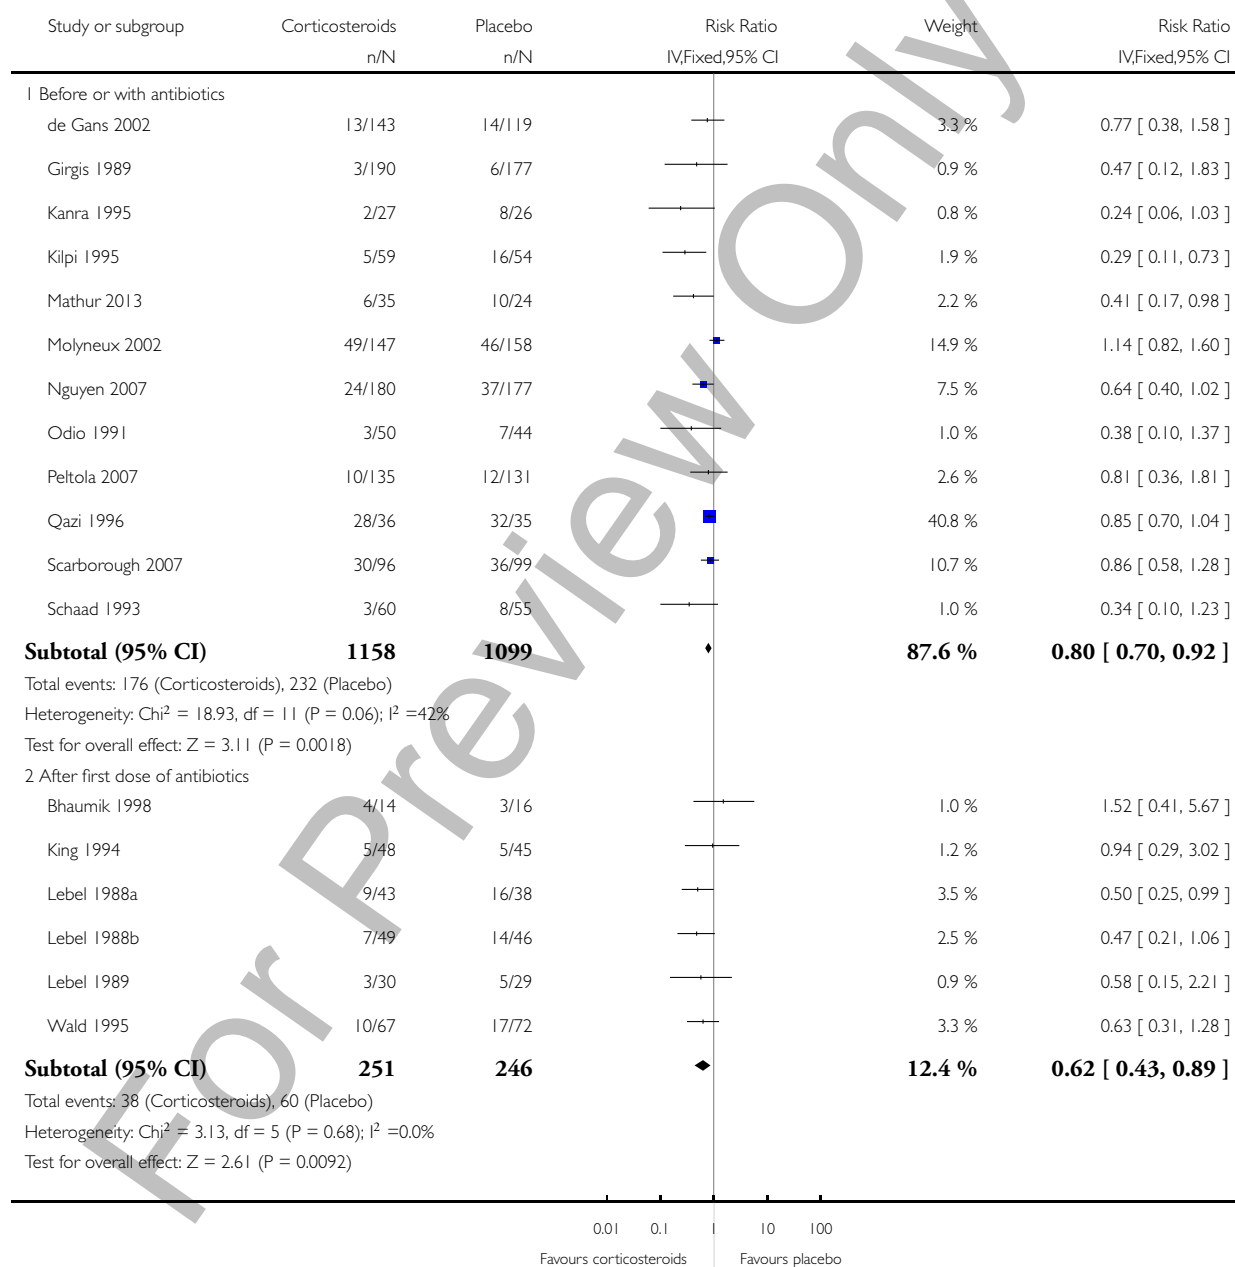 Study or subgroup Corticosteroids Placebo Risk Ratio Weight Risk Ratio
n/N n/N IV,Fixed,95% CI IV,Fixed,95% CI
1 Before or with antibiotics
de Gans 2002 13/143 14/119 3.3 % 0.77 [ 0.38, 1.58 ]
Girgis 1989 3/190 6/177 0.9 % 0.47 [ 0.12, 1.83 ]
Kanra 1995 2/27 8/26 0.8 % 0.24 [ 0.06, 1.03 ]
Kilpi 1995 5/59 16/54 1.9 % 0.29 [ 0.11, 0.73 ]
Mathur 2013 6/35 10/24 2.2 % 0.41 [ 0.17, 0.98 ]
Molyneux 2002 49/147 46/158 14.9 % 1.14 [ 0.82, 1.60 ]
Nguyen 2007 24/180 37/177 7.5 % 0.64 [ 0.40, 1.02 ]
Odio 1991 3/50 7/44 1.0 % 0.38 [ 0.10, 1.37 ]
Peltola 2007 10/135 12/131 2.6 % 0.81 [ 0.36, 1.81 ]
Qazi 1996 28/36 32/35 40.8 % 0.85 [ 0.70, 1.04 ]
Scarborough 2007 30/96 36/99 10.7 % 0.86 [ 0.58, 1.28 ]
Schaad 1993 3/60 8/55 1.0 % 0.34 [ 0.10, 1.23 ]
Subtotal (95% CI) 1158 1099 87.6 % 0.80 [ 0.70, 0.92 ]
Total events: 176 (Corticosteroids), 232 (Placebo)
Heterogeneity: Chi² = 18.93, df = 11 (P = 0.06); I² =42%
Test for overall effect: Z = 3.11 (P = 0.0018)
2 After first dose of antibiotics
Bhaumik 1998 4/14 3/16 1.0 % 1.52 [ 0.41, 5.67 ]
King 1994 5/48 5/45 1.2 % 0.94 [ 0.29, 3.02 ]
Lebel 1988a 9/43 16/38 3.5 % 0.50 [ 0.25, 0.99 ]
Lebel 1988b 7/49 14/46 2.5 % 0.47 [ 0.21, 1.06 ]
Lebel 1989 3/30 5/29 0.9 % 0.58 [ 0.15, 2.21 ]
Wald 1995 10/67 17/72 3.3 % 0.63 [ 0.31, 1.28 ]
Subtotal (95% CI) 251 246 12.4 % 0.62 [ 0.43, 0.89 ]
Total events: 38 (Corticosteroids), 60 (Placebo)
Heterogeneity: Chi² = 3.13, df = 5 (P = 0.68); I² =0.0%
Test for overall effect: Z = 2.61 (P = 0.0092)
0.01 0.1 1 10 100
Favours corticosteroids Favours placebo
For Preview Only